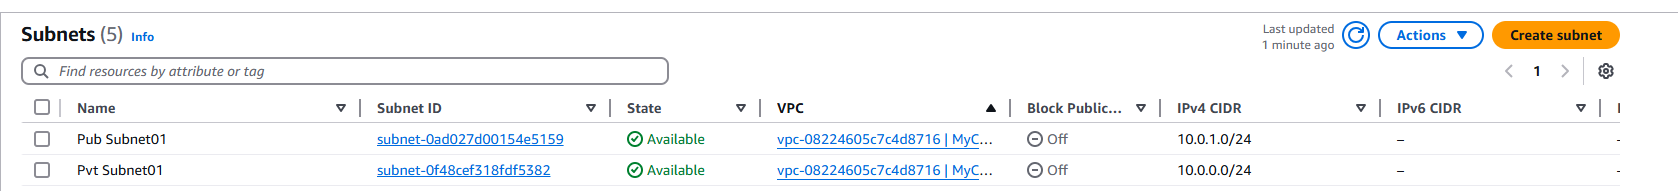 Subnets (5) Info
Last updated
1 minute ago
Actions
Create subnet
Find resources by attribute or tag
1
Name Subnet ID State VPC Block Public... IPv4 CIDR IPv6 CIDR
Pub Subnet01 subnet-0ad027d00154e5159 Available vpc-08224605c7c4d8716 | MyC... Off 10.0.1.0/24 –
Pvt Subnet01 subnet-0f48cef318fdf5382 Available vpc-08224605c7c4d8716 | MyC... Off 10.0.0.0/24 –